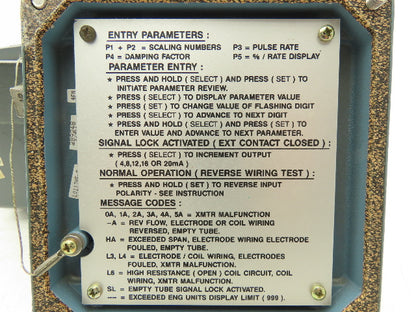 ENTRY PARAMETERS :
P1 + P2 = SCALING NUMBERS P3 = PULSE RATE
P4 = DAMPING FACTOR P5 = % / RATE DISPLAY
PARAMETER ENTRY :
★ PRESS AND HOLD ( SELECT ) AND PRESS ( SET ) TO
INITIATE PARAMETER REVIEW.
★ PRESS ( SELECT ) TO DISPLAY PARAMETER VALUE
★ PRESS ( SET ) TO CHANGE VALUE OF FLASHING DIGIT
★ PRESS ( SELECT ) TO ADVANCE TO NEXT DIGIT
★ PRESS AND HOLD ( SELECT ) AND PRESS ( SET ) TO
ENTER VALUE AND ADVANCE TO NEXT PARAMETER.
SIGNAL LOCK ACTIVATED ( EXT CONTACT CLOSED ) :
★ PRESS ( SELECT ) TO INCREMENT OUTPUT
( 4,8,12,16 OR 20mA )
NORMAL OPERATION ( REVERSE WIRING TEST ) :
★ PRESS AND HOLD ( SET ) TO REVERSE INPUT
POLARITY - SEE INSTRUCTION
MESSAGE CODES :
0A, 1A, 2A, 3A, 4A, 5A = XMTR MALFUNCTION
-A = REV FLOW, ELECTRODE OR COIL WIRING
REVERSED, EMPTY TUBE.
HA = EXCEEDED SPAN, ELECTRODE WIRING ELECTRODE
FOULED, XMTR MALFUNCTION.
L3, L4 = ELECTRODE / COIL WIRING, ELECTRODES
FOULED, XMTR MALFUNCTION.
L6 = HIGH RESISTANCE ( OPEN ) COIL CIRCUIT, COIL
WIRING, XMTR MALFUNCTION.
SL = EMPTY TUBE SIGNAL LOCK ACTIVATED.
---- = EXCEEDED ENG UNITS DISPLAY LIMIT ( 999 ).